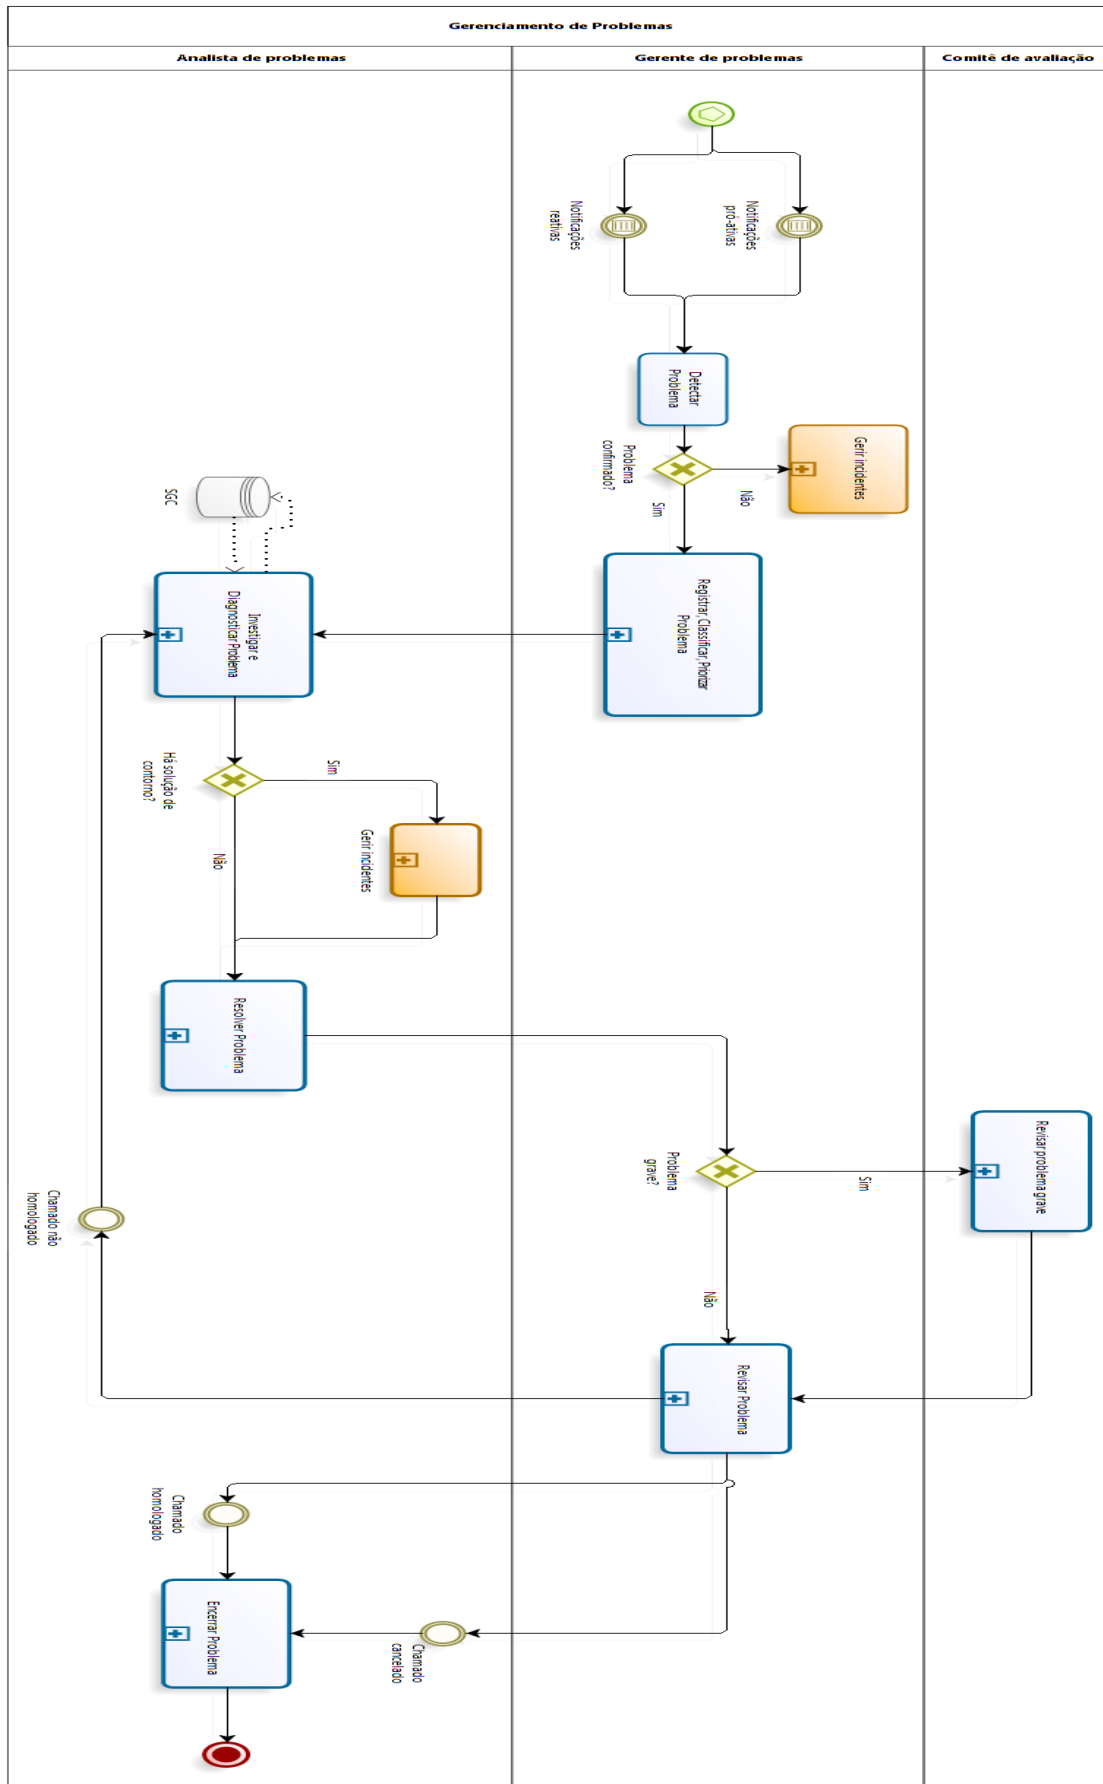 Gerenciamento de Problemas
Analista de problemas
Gerente de problemas
Comitê de avaliação
Notificações
pró-ativas
Notificações
reativas
Detectar
Problema
Gerir incidentes
Problema
confirmado?
Não
Sim
SGC
Registrar, Classificar, Priorizar
Problema
Investigar e
Diagnosticar Problema
Há solução de
contorno?
Sim
Não
Gerir incidentes
Resolver Problema
Problema
grave?
Sim
Não
Revisar problema grave
Chamado não
homologado
Revisar Problema
Chamado
homologado
Chamado
cancelado
Encerrar Problema